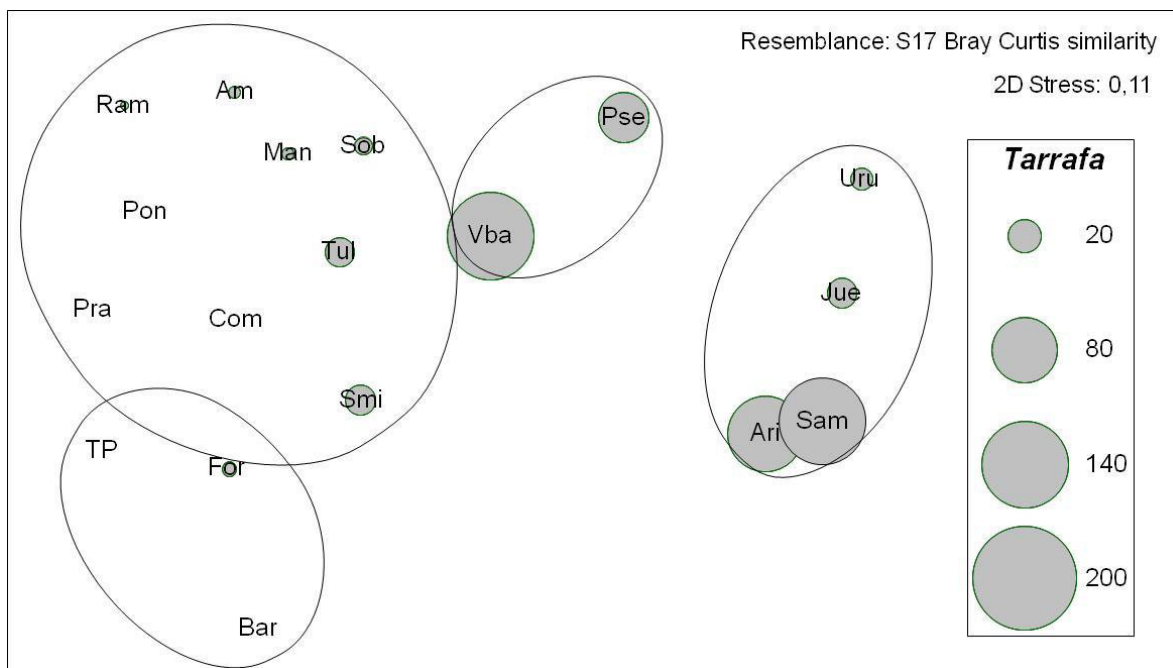 Resemblance: S17 Bray Curtis similarity
2D Stress: 0,11
Ram
Am
Man
Sob
Pse
Pon
Vba
Tul
Uru
Pra
Com
Jue
Smi
Ari
Sam
TP
For
Bar
Tarrafa
20
80
140
200